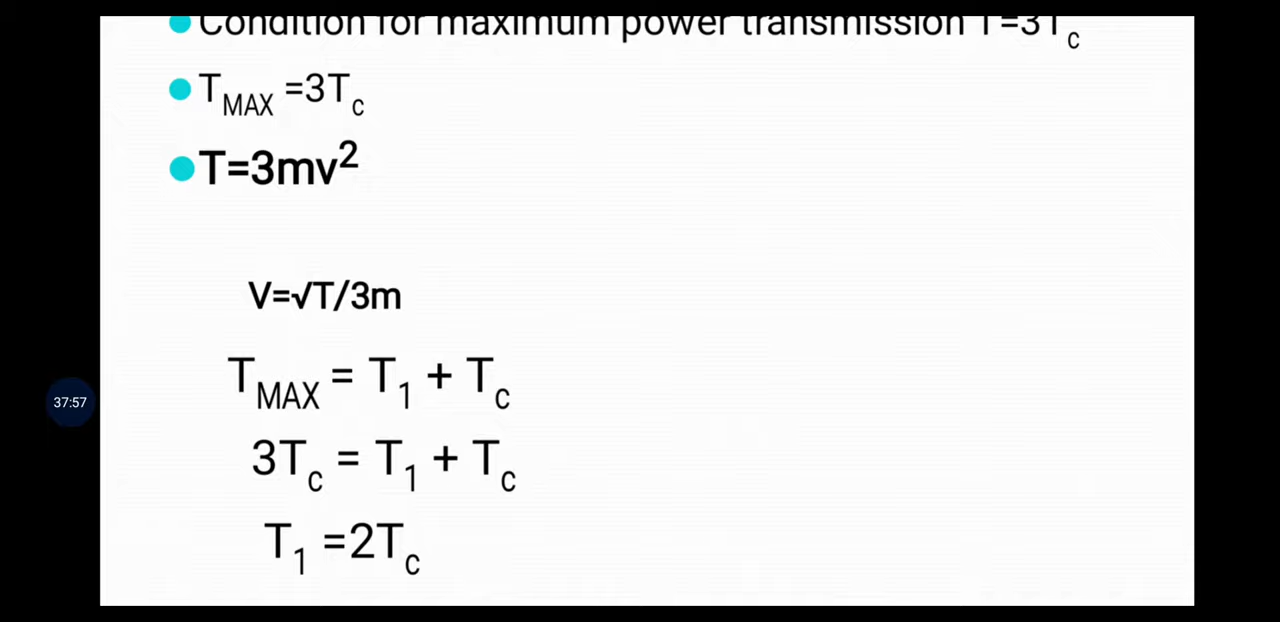 Condition for maximum power transmission T=3Tc
TMAX =3Tc
T=3mv²
V=√T/3m
TMAX = T1 + Tc
3Tc = T1 + Tc
37:57
T1 =2Tc